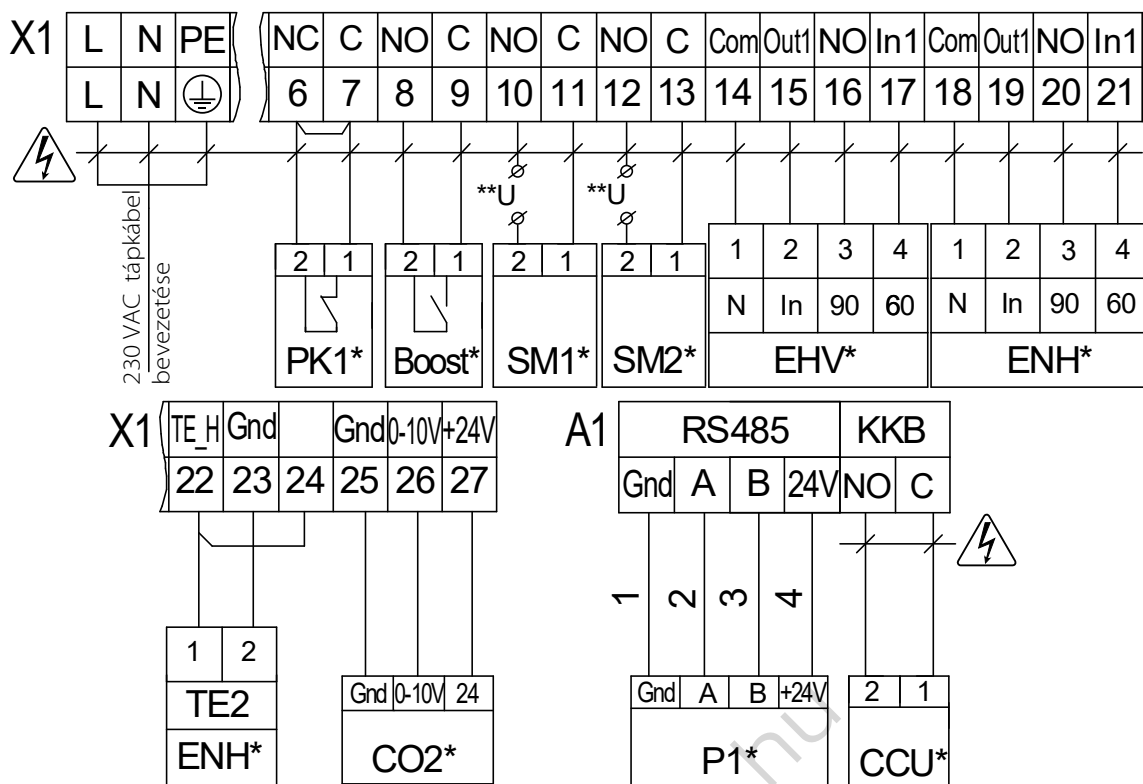 X1 L N PE NC C NO C NO C NO C Com Out1 NO In1 Com Out1 NO In1
L N 6 7 8 9 10 11 12 13 14 15 16 17 18 19 20 21
230 VAC tápkábel
bevezetése
**U **U
2 1 2 1 2 1 2 1 1 2 3 4 1 2 3 4
N In 90 60 N In 90 60
PK1* Boost* SM1* SM2* EHV* ENH*
X1 TE_H Gnd Gnd 0-10V +24V
22 23 24 25 26 27
A1 RS485 KKB
Gnd A B 24V NO C
1 2 3 4
1 2
TE2
ENH*
Gnd 0-10V 24
CO2*
Gnd A B +24V
P1*
2 1
CCU*
hu